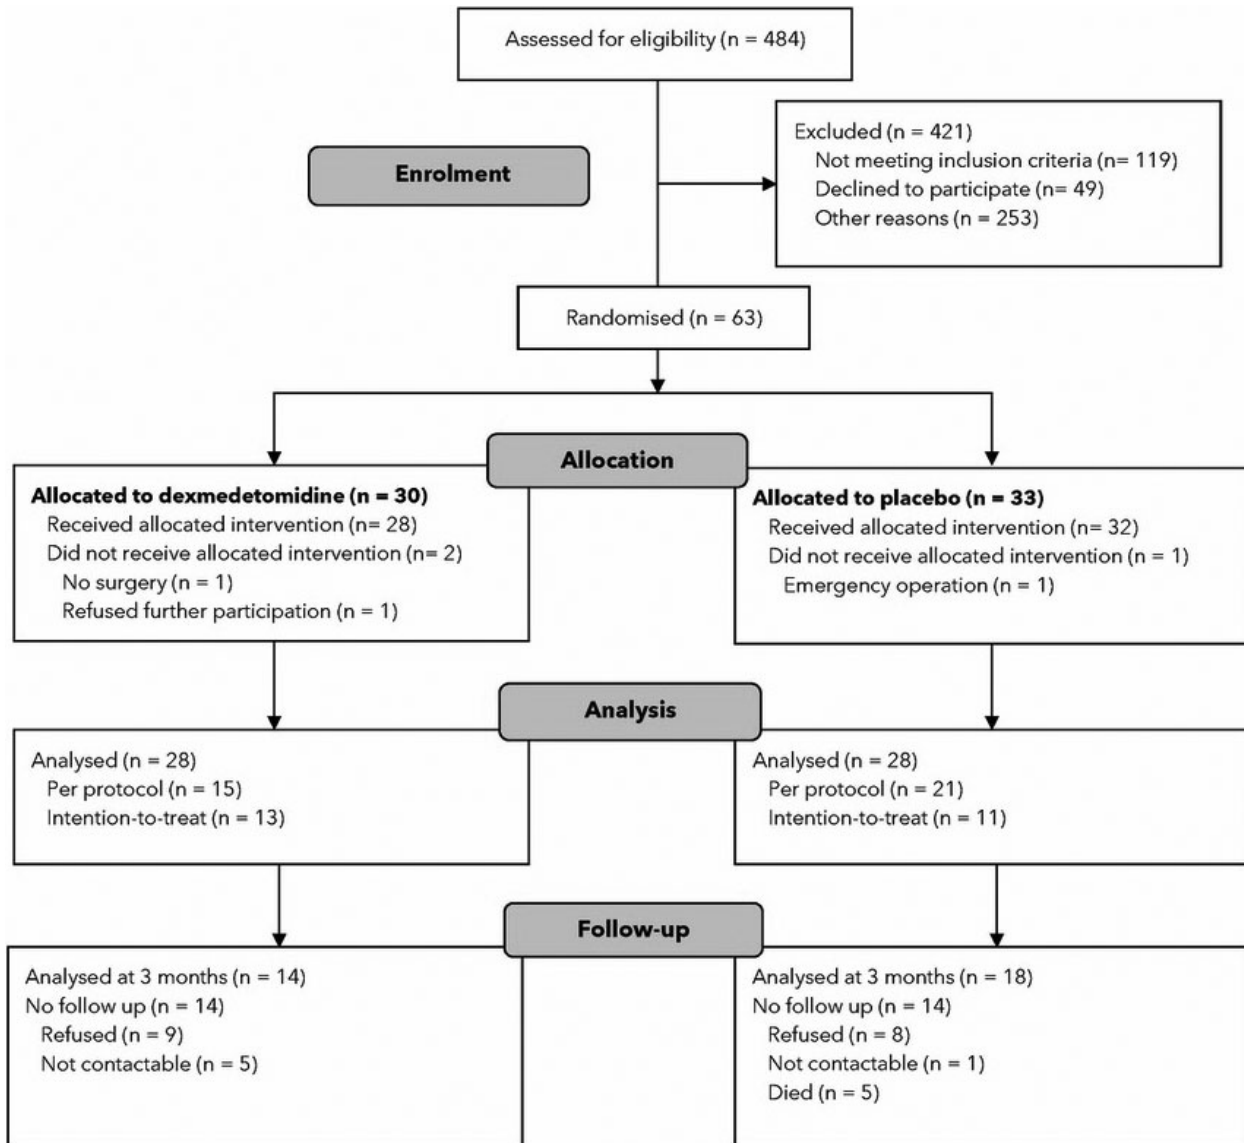 Assessed for eligibility (n = 484)
Excluded (n = 421)
Not meeting inclusion criteria (n= 119)
Declined to participate (n= 49)
Other reasons (n = 253)
Enrolment
Randomised (n = 63)
Allocation
Allocated to dexmedetomidine (n = 30)
Received allocated intervention (n= 28)
Did not receive allocated intervention (n= 2)
No surgery (n = 1)
Refused further participation (n = 1)
Allocated to placebo (n = 33)
Received allocated intervention (n= 32)
Did not receive allocated intervention (n = 1)
Emergency operation (n = 1)
Analysis
Analysed (n = 28)
Per protocol (n = 15)
Intention-to-treat (n = 13)
Analysed (n = 28)
Per protocol (n = 21)
Intention-to-treat (n = 11)
Follow-up
Analysed at 3 months (n = 14)
No follow up (n = 14)
Refused (n = 9)
Not contactable (n = 5)
Analysed at 3 months (n = 18)
No follow up (n = 14)
Refused (n = 8)
Not contactable (n = 1)
Died (n = 5)